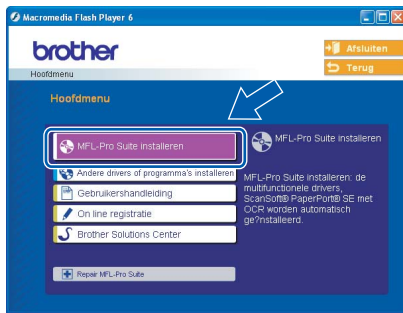 Macromedia Flash Player 6
brother
Afsluiten
Terug
Hoofdmenu
Hoofdmenu
MFL-Pro Suite installeren
Andere drivers of programma's installeren
Gebruikershandleiding
On line registratie
Brother Solutions Center
Repair MFL-Pro Suite
MFL-Pro Suite installeren
MFL-Pro Suite installeren: de
multifunctionele drivers,
ScanSoft® PaperPort® SE met
OCR worden automatisch
ge?nstalleerd.